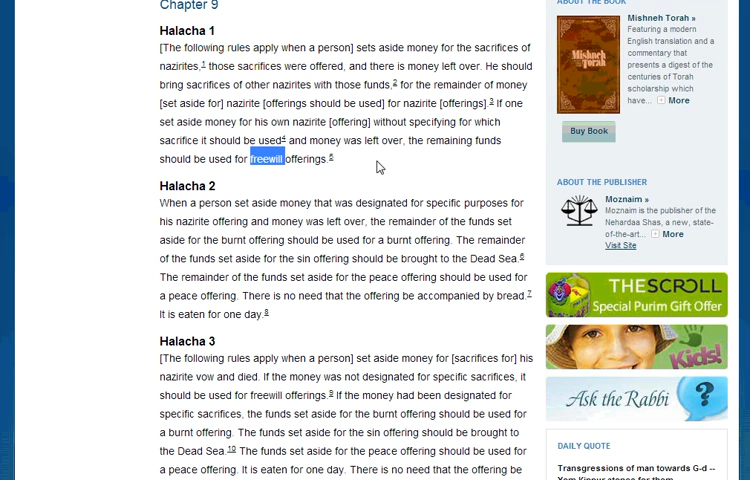 Chapter 9
Halacha 1
[The following rules apply when a person] sets aside money for the sacrifices of
nazirites,1 those sacrifices were offered, and there is money left over. He should
bring sacrifices of other nazirites with those funds,2 for the remainder of money
[set aside for] nazirite [offerings should be used] for nazirite [offerings].3 If one
set aside money for his own nazirite [offering] without specifying for which
sacrifice it should be used4 and money was left over, the remaining funds
should be used for freewill offerings.5
Halacha 2
When a person set aside money that was designated for specific purposes for
his nazirite offering and money was left over, the remainder of the funds set
aside for the burnt offering should be used for a burnt offering. The remainder
of the funds set aside for the sin offering should be brought to the Dead Sea.6
The remainder of the funds set aside for the peace offering should be used for
a peace offering. There is no need that the offering be accompanied by bread.7
It is eaten for one day.8
Halacha 3
[The following rules apply when a person] set aside money for [sacrifices for] his
nazirite vow and died. If the money was not designated for specific sacrifices, it
should be used for freewill offerings.9 If the money had been designated for
specific sacrifices, the funds set aside for the burnt offering should be used for
a burnt offering. The funds set aside for the sin offering should be brought to
the Dead Sea.10 The funds set aside for the peace offering should be used for
a peace offering. It is eaten for one day. There is no need that the offering be
ABOUT THE BOOK
Mishneh Torah
Mishneh Torah »
Featuring a modern
English translation and a
commentary that
presents a digest of the
centuries of Torah
scholarship which
have... + More
Buy Book
ABOUT THE PUBLISHER
Moznaim »
Moznaim is the publisher of the
Nehardaa Shas, a new, state-
of-the-art... + More
Visit Site
THESCROLL
Special Purim Gift Offer
Kids!
Ask the Rabbi
?
DAILY QUOTE
Transgressions of man towards G-d --
Yom Kippur atones for them.